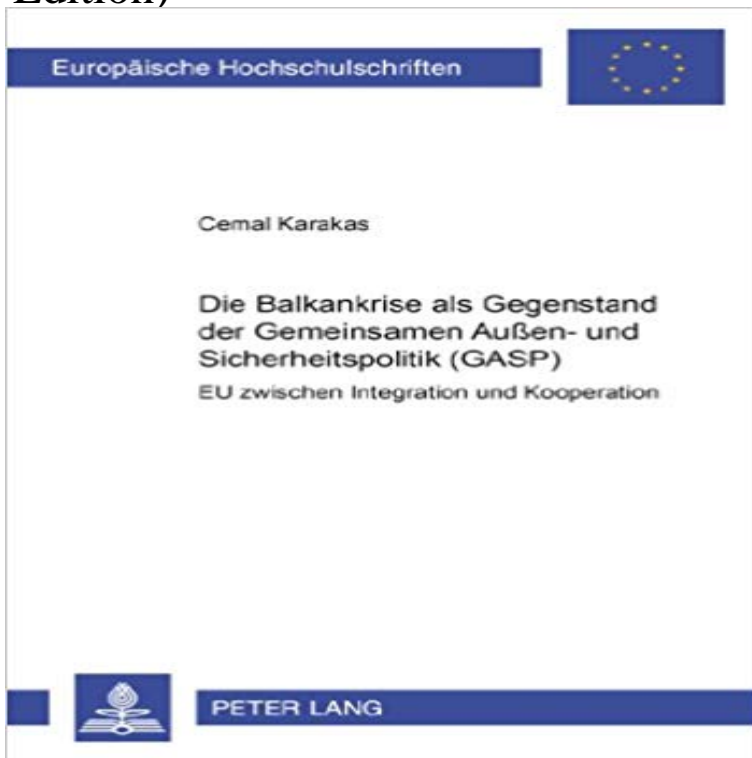 Edition)
Europäische Hochschulschriften
Cemal Karakas
Die Balkankrise als Gegenstand
der Gemeinsamen Außen- und
Sicherheitspolitik (GASP)
EU zwischen Integration und Kooperation
PETER LANG